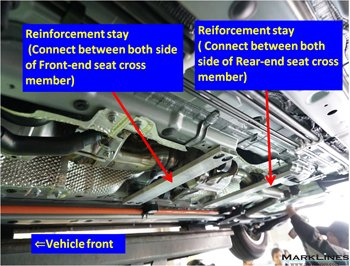 Reinforcement stay
(Connect between both side
of Front-end seat cross
member)
Reiforcement stay
( Connect between both
side of Rear-end seat cross
member)
⇐Vehicle front
MARKLINES